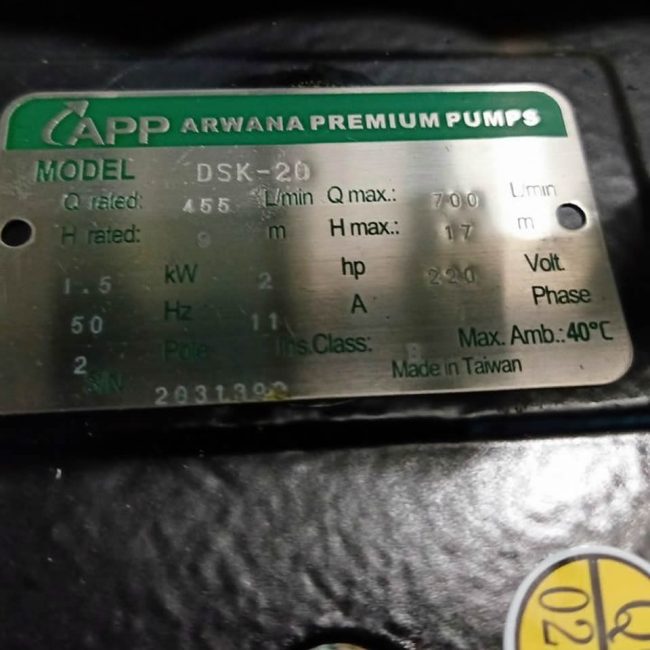 APP ARWANA PREMIUM PUMPS
MODEL DSK-20
Q rated: 455 L/min Q max.: 700 L/min
H rated: 9 m H max.: 17 m
1.5 kW 2 hp 220 Volt
50 Hz 11 A Phase
2 Pole Ins.Class: B Max. Amb.:40°C
S/N Made in Taiwan
Q
02